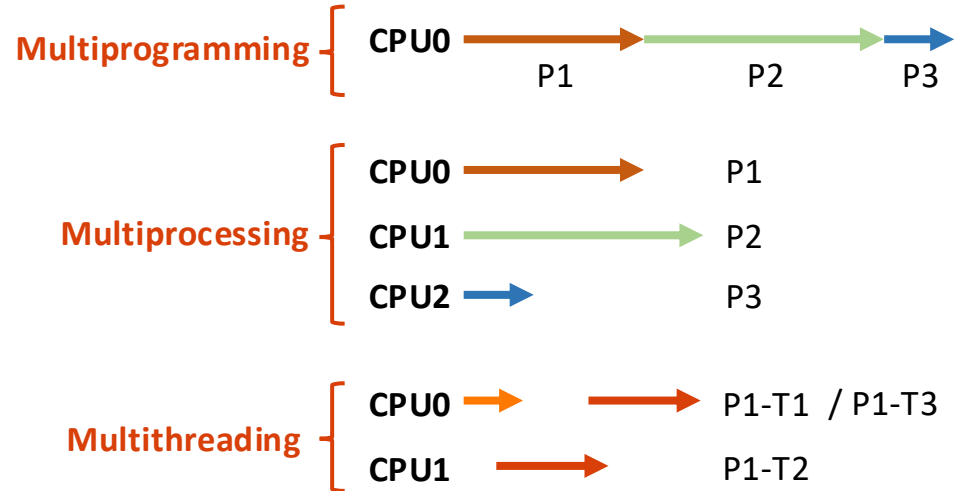 Multiprogramming CPU0
P1 P2 P3
CPU0 P1
Multiprocessing CPU1 P2
CPU2 P3
CPU0 P1-T1 / P1-T3
Multithreading
CPU1 P1-T2